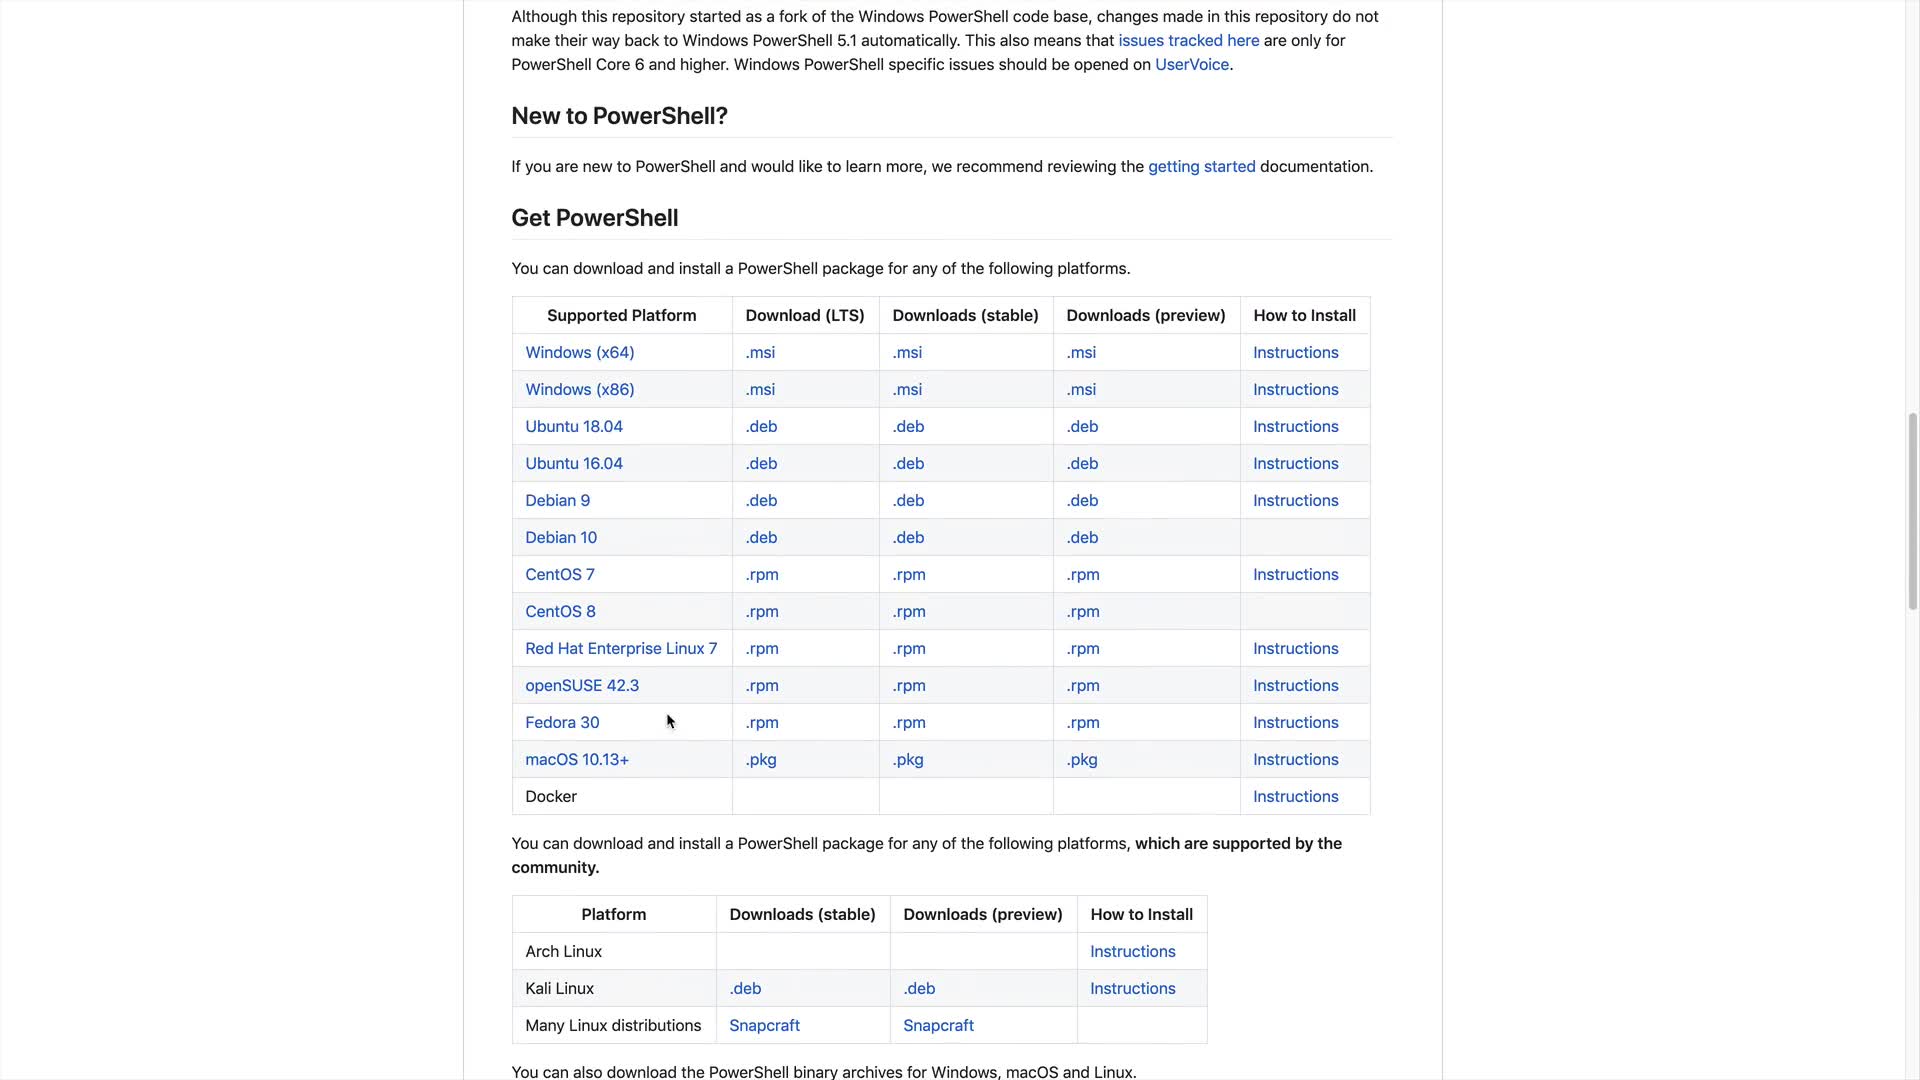 Although this repository started as a fork of the Windows PowerShell code base, changes made in this repository do not
make their way back to Windows PowerShell 5.1 automatically. This also means that issues tracked here are only for
PowerShell Core 6 and higher. Windows PowerShell specific issues should be opened on UserVoice.
New to PowerShell?
If you are new to PowerShell and would like to learn more, we recommend reviewing the getting started documentation.
Get PowerShell
You can download and install a PowerShell package for any of the following platforms.
Supported Platform Download (LTS) Downloads (stable) Downloads (preview) How to Install
Windows (x64) .msi .msi .msi Instructions
Windows (x86) .msi .msi .msi Instructions
Ubuntu 18.04 .deb .deb .deb Instructions
Ubuntu 16.04 .deb .deb .deb Instructions
Debian 9 .deb .deb .deb Instructions
Debian 10 .deb .deb .deb
CentOS 7 .rpm .rpm .rpm Instructions
CentOS 8 .rpm .rpm .rpm
Red Hat Enterprise Linux 7 .rpm .rpm .rpm Instructions
openSUSE 42.3 .rpm .rpm .rpm Instructions
Fedora 30 .rpm .rpm .rpm Instructions
macOS 10.13+ .pkg .pkg .pkg Instructions
Docker Instructions
You can download and install a PowerShell package for any of the following platforms, which are supported by the
community.
Platform Downloads (stable) Downloads (preview) How to Install
Arch Linux Instructions
Kali Linux .deb .deb Instructions
Many Linux distributions Snapcraft Snapcraft
You can also download the PowerShell binary archives for Windows, macOS and Linux.